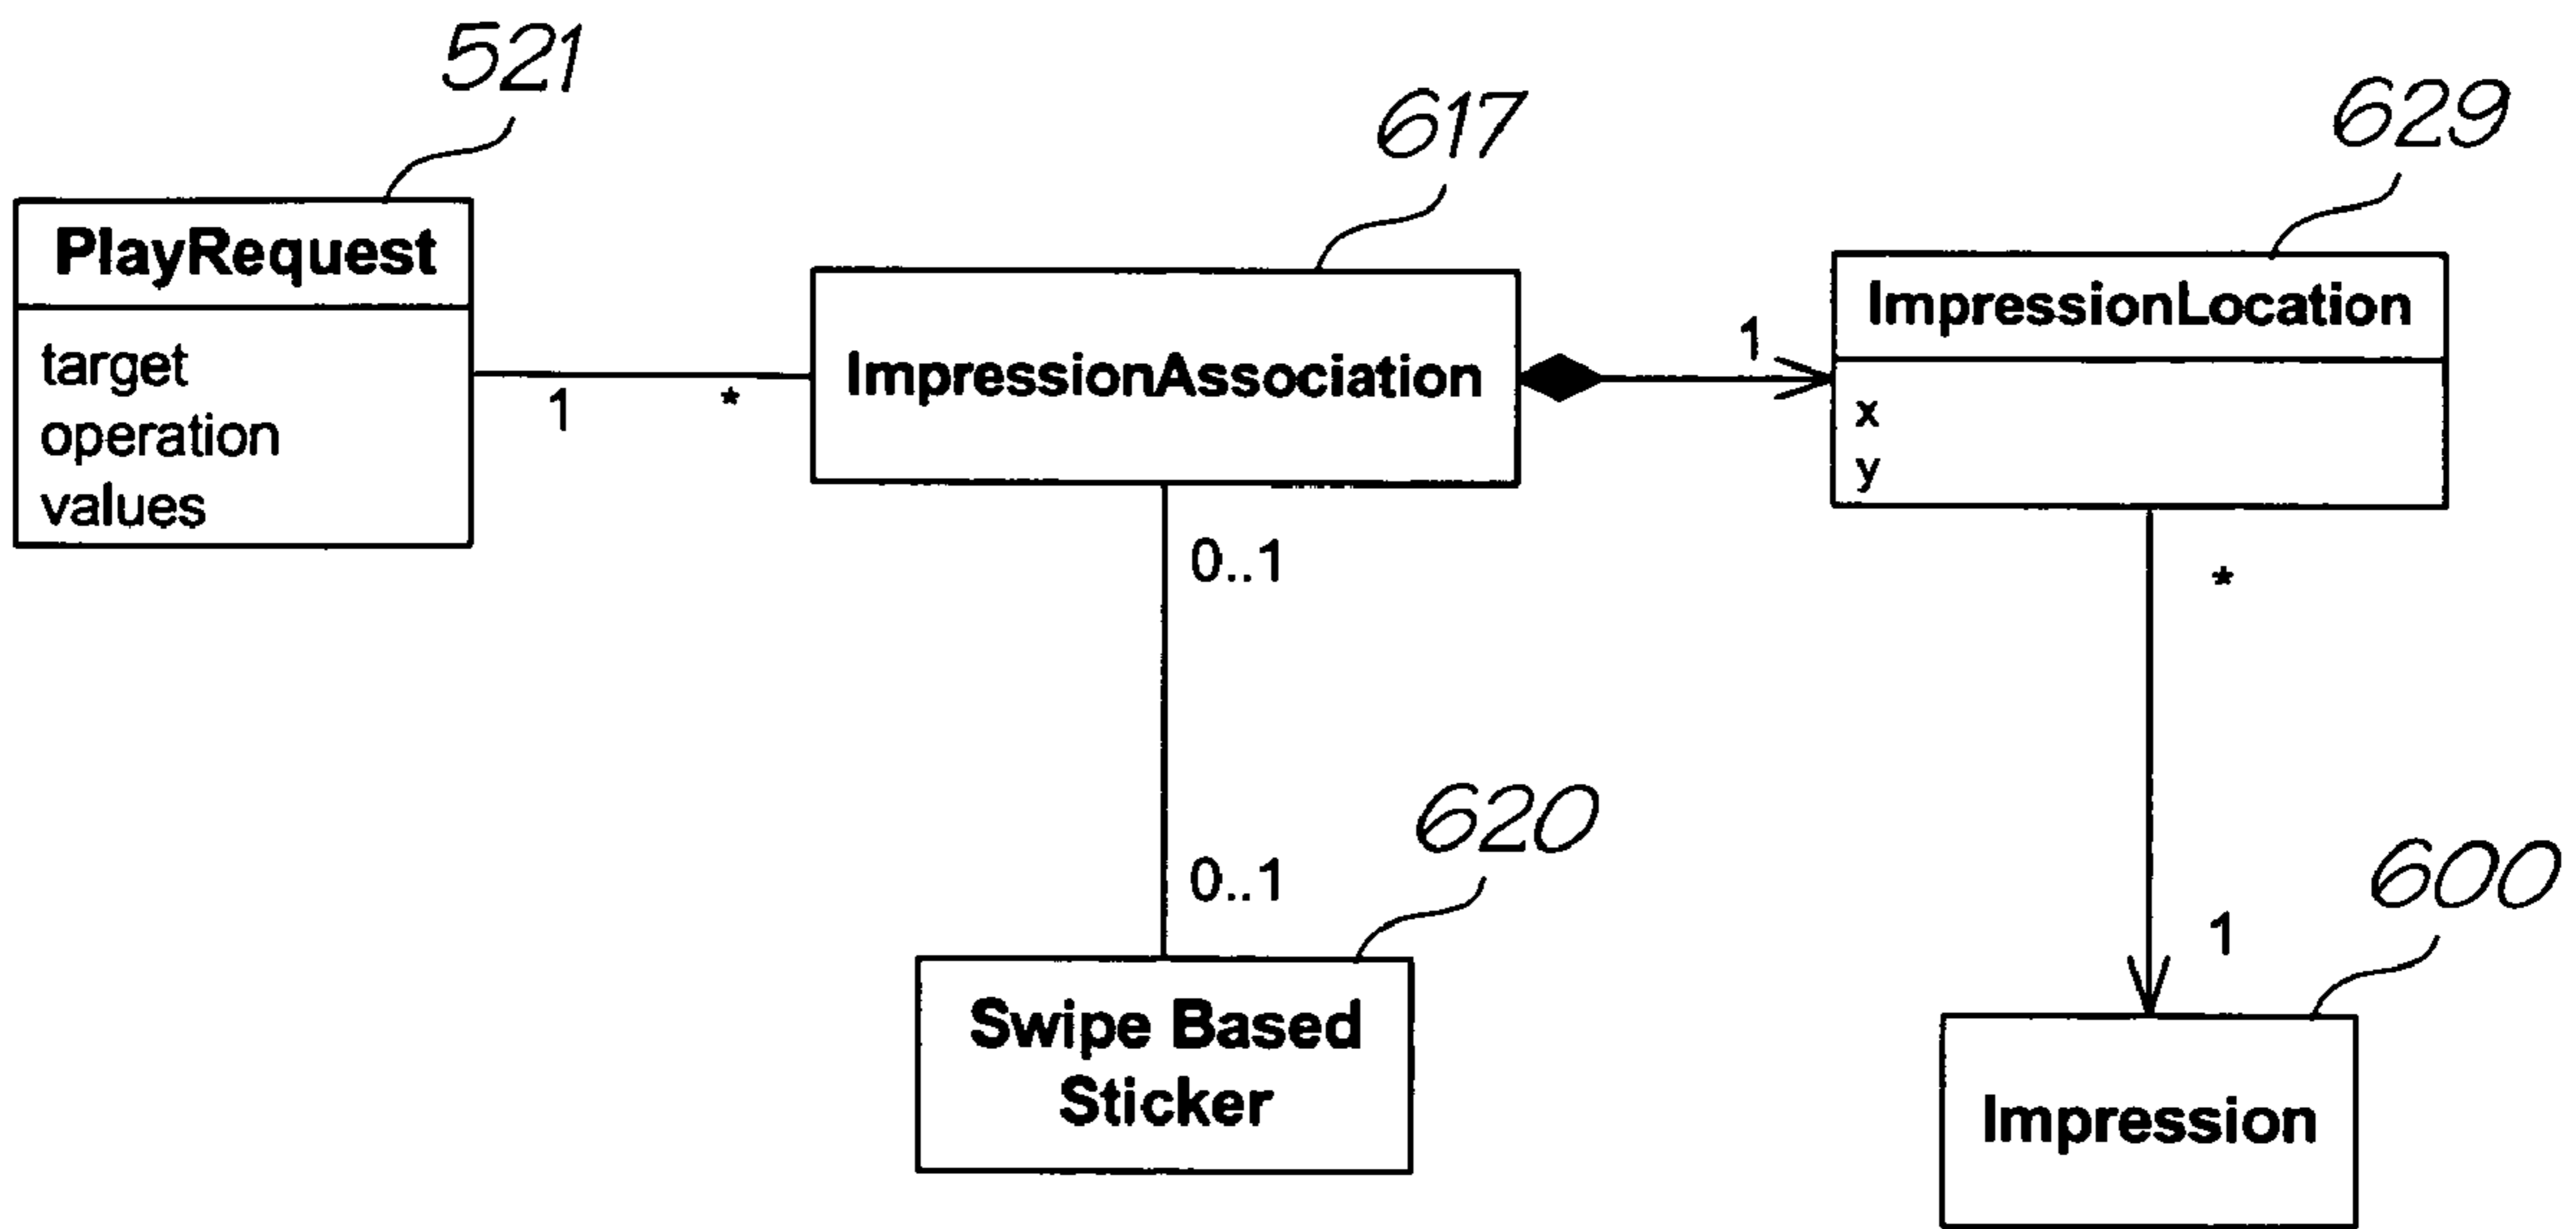 521
617
629
PlayRequest
target
operation
values
1
*
ImpressionAssociation
1
ImpressionLocation
x
y
0..1
*
0..1
620
1
600
Swipe Based
Sticker
Impression